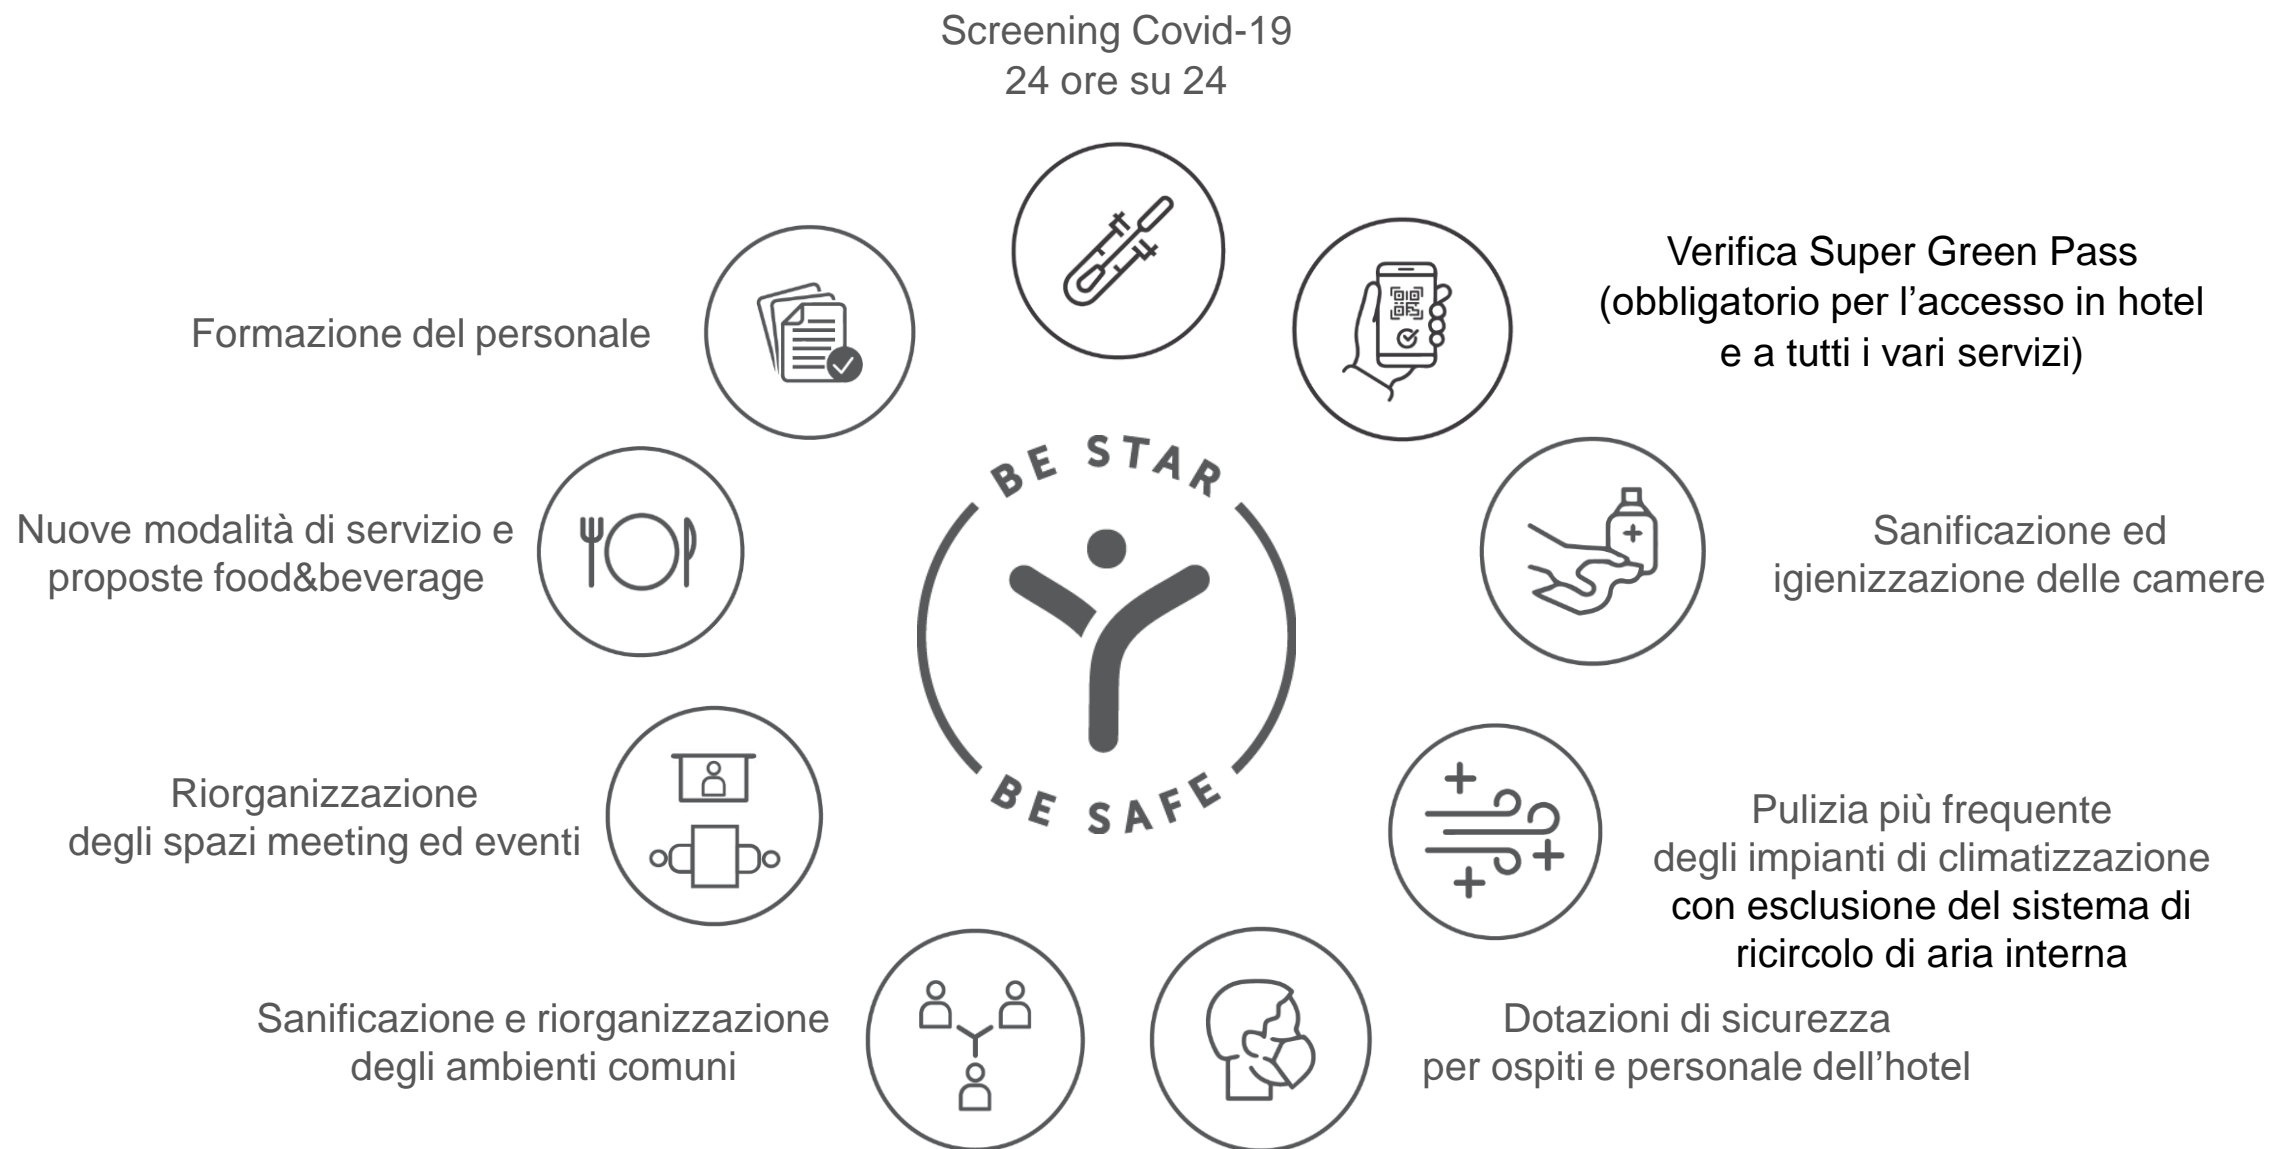 Screening Covid-19
24 ore su 24
Verifica Super Green Pass
(obbligatorio per l’accesso in hotel
e a tutti i vari servizi)
Formazione del personale
BE STAR
Nuove modalità di servizio e
proposte food&beverage
Sanificazione ed
igienizzazione delle camere
BE SAFE
Riorganizzazione
degli spazi meeting ed eventi
Pulizia più frequente
degli impianti di climatizzazione
con esclusione del sistema di
ricircolo di aria interna
Sanificazione e riorganizzazione
degli ambienti comuni
Dotazioni di sicurezza
per ospiti e personale dell’hotel